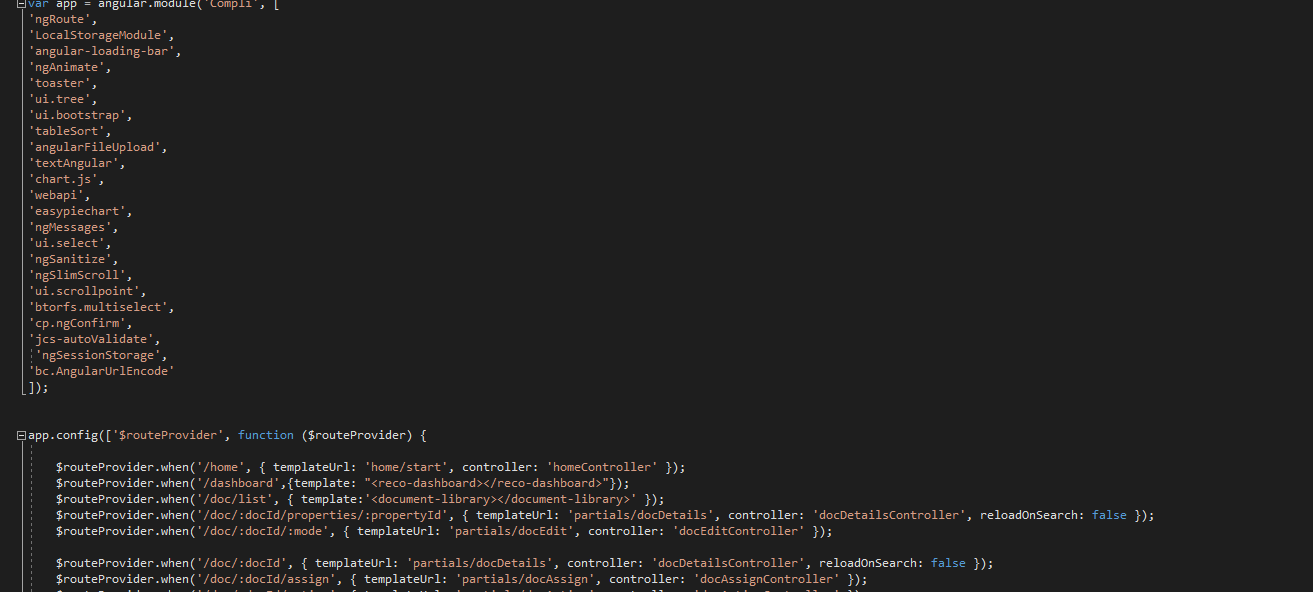 var app = angular.module('Compli', [
'ngRoute',
'LocalStorageModule',
'angular-loading-bar',
'ngAnimate',
'toaster',
'ui.tree',
'ui.bootstrap',
'tableSort',
'angularFileUpload',
'textAngular',
'chart.js',
'webapi',
'easypiechart',
'ngMessages',
'ui.select',
'ngSanitize',
'ngSlimScroll',
'ui.scrollpoint',
'btorfs.multiselect',
'cp.ngConfirm',
'jcs-autoValidate',
'ngSessionStorage',
'bc.AngularUrlEncode'
]);
app.config(['$routeProvider', function ($routeProvider) {
$routeProvider.when('/home', { templateUrl: 'home/start', controller: 'homeController' });
$routeProvider.when('/dashboard',{template: "<reco-dashboard></reco-dashboard>"});
$routeProvider.when('/doc/list', { template:'<document-library></document-library>' });
$routeProvider.when('/doc/:docId/properties/:propertyId', { templateUrl: 'partials/docDetails', controller: 'docDetailsController', reloadOnSearch: false });
$routeProvider.when('/doc/:docId/:mode', { templateUrl: 'partials/docEdit', controller: 'docEditController' });
$routeProvider.when('/doc/:docId', { templateUrl: 'partials/docDetails', controller: 'docDetailsController', reloadOnSearch: false });
$routeProvider.when('/doc/:docId/assign', { templateUrl: 'partials/docAssign', controller: 'docAssignController' });